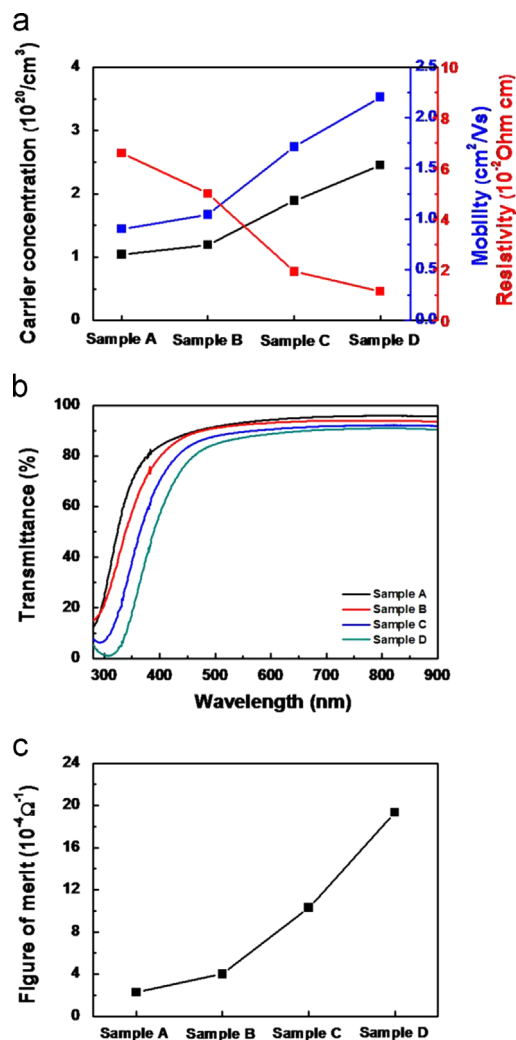 a
4
3
2
1
0
Carrier concentration (10²⁰/cm³)
2.5
2.0
1.5
1.0
0.5
0.0
Mobility (cm²/Vs)
10
8
6
4
2
0
Resistivity (10⁻²Ohm cm)
Sample A Sample B Sample C Sample D
b
100
80
60
40
20
0
Transmittance (%)
Sample A
Sample B
Sample C
Sample D
300 400 500 600 700 800 900
Wavelength (nm)
c
24
20
16
12
8
4
0
Figure of merit (10⁻⁴Ω⁻¹)
Sample A Sample B Sample C Sample D